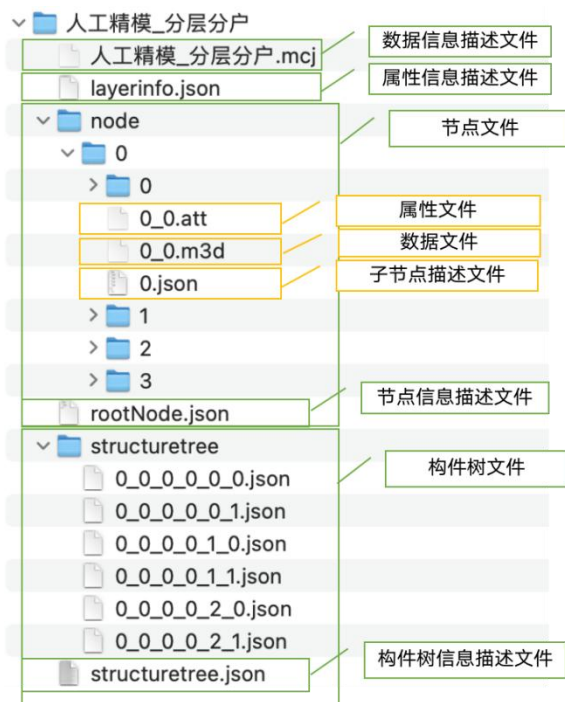 人工精模_分层分户
人工精模_分层分户.mcj
数据信息描述文件
layerinfo.json
属性信息描述文件
node
节点文件
0
0
0_0.att
属性文件
0_0.m3d
数据文件
0.json
子节点描述文件
1
2
3
节点信息描述文件
rootNode.json
structuretree
构件树文件
0_0_0_0_0_0.json
0_0_0_0_0_1.json
0_0_0_0_1_0.json
0_0_0_0_1_1.json
0_0_0_0_2_0.json
0_0_0_0_2_1.json
构件树信息描述文件
structuretree.json